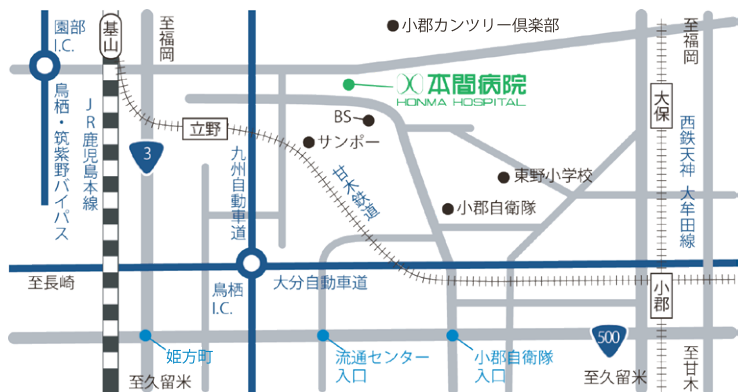 園部
I.C.
基山
至福岡
小郡カンツリー倶楽部
至福岡
本間病院
HONMA HOSPITAL
大保
BS
立野
サンポー
3
鳥栖・筑紫野バイパス
JR鹿児島本線
九州自動車道
甘木鉄道
東野小学校
小郡自衛隊
西鉄天神 大牟田線
至長崎
鳥栖
I.C.
大分自動車道
小郡
姫方町
流通センター
入口
小郡自衛隊
入口
500
至久留米
至久留米
至甘木